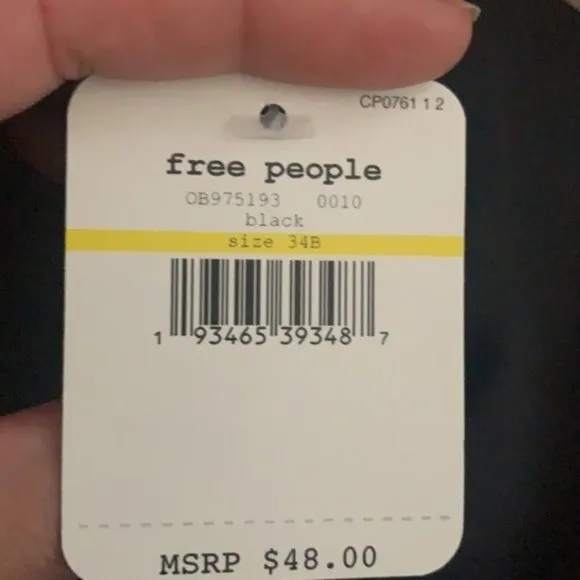 CP0761 1 2
free people
OB975193 0010
black
size 34B
1 93465 39348 7
MSRP $48.00